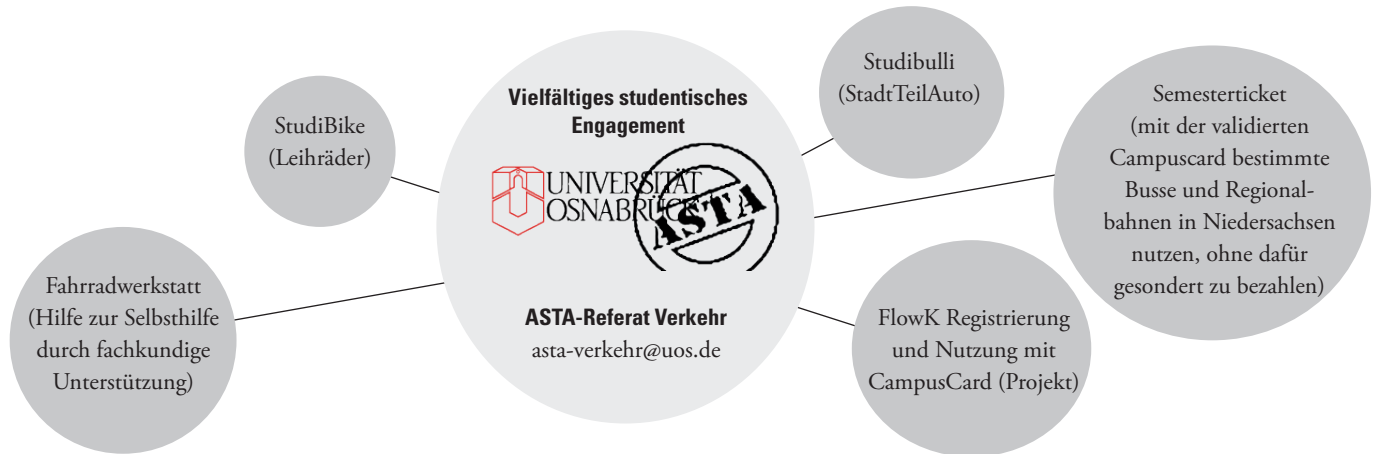 Vielfältiges studentisches
Engagement
UNIVERSITÄT
OSNABRÜCK
ASTA
ASTA-Referat Verkehr
asta-verkehr@uos.de
StudiBike
(Leihräder)
Fahrradwerkstatt
(Hilfe zur Selbsthilfe
durch fachkundige
Unterstützung)
Studibulli
(StadtTeilAuto)
Semesterticket
(mit der validierten
Campuscard bestimmte
Busse und Regional-
bahnen in Niedersachsen
nutzen, ohne dafür
gesondert zu bezahlen)
FlowK Registrierung
und Nutzung mit
CampusCard (Projekt)